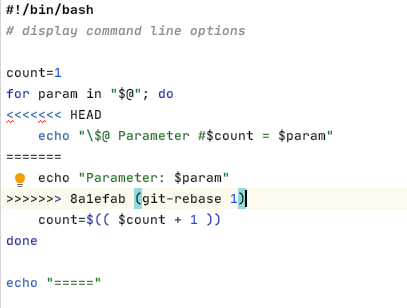 #!/bin/bash
# display command line options
count=1
for param in "$@"; do
<<<<<<< HEAD
    echo "\$@ Parameter #$count = $param"
=======
    echo "Parameter: $param"
>>>>>>> 8a1efab (git-rebase 1)
    count=$(( $count + 1 ))
done
echo "====="